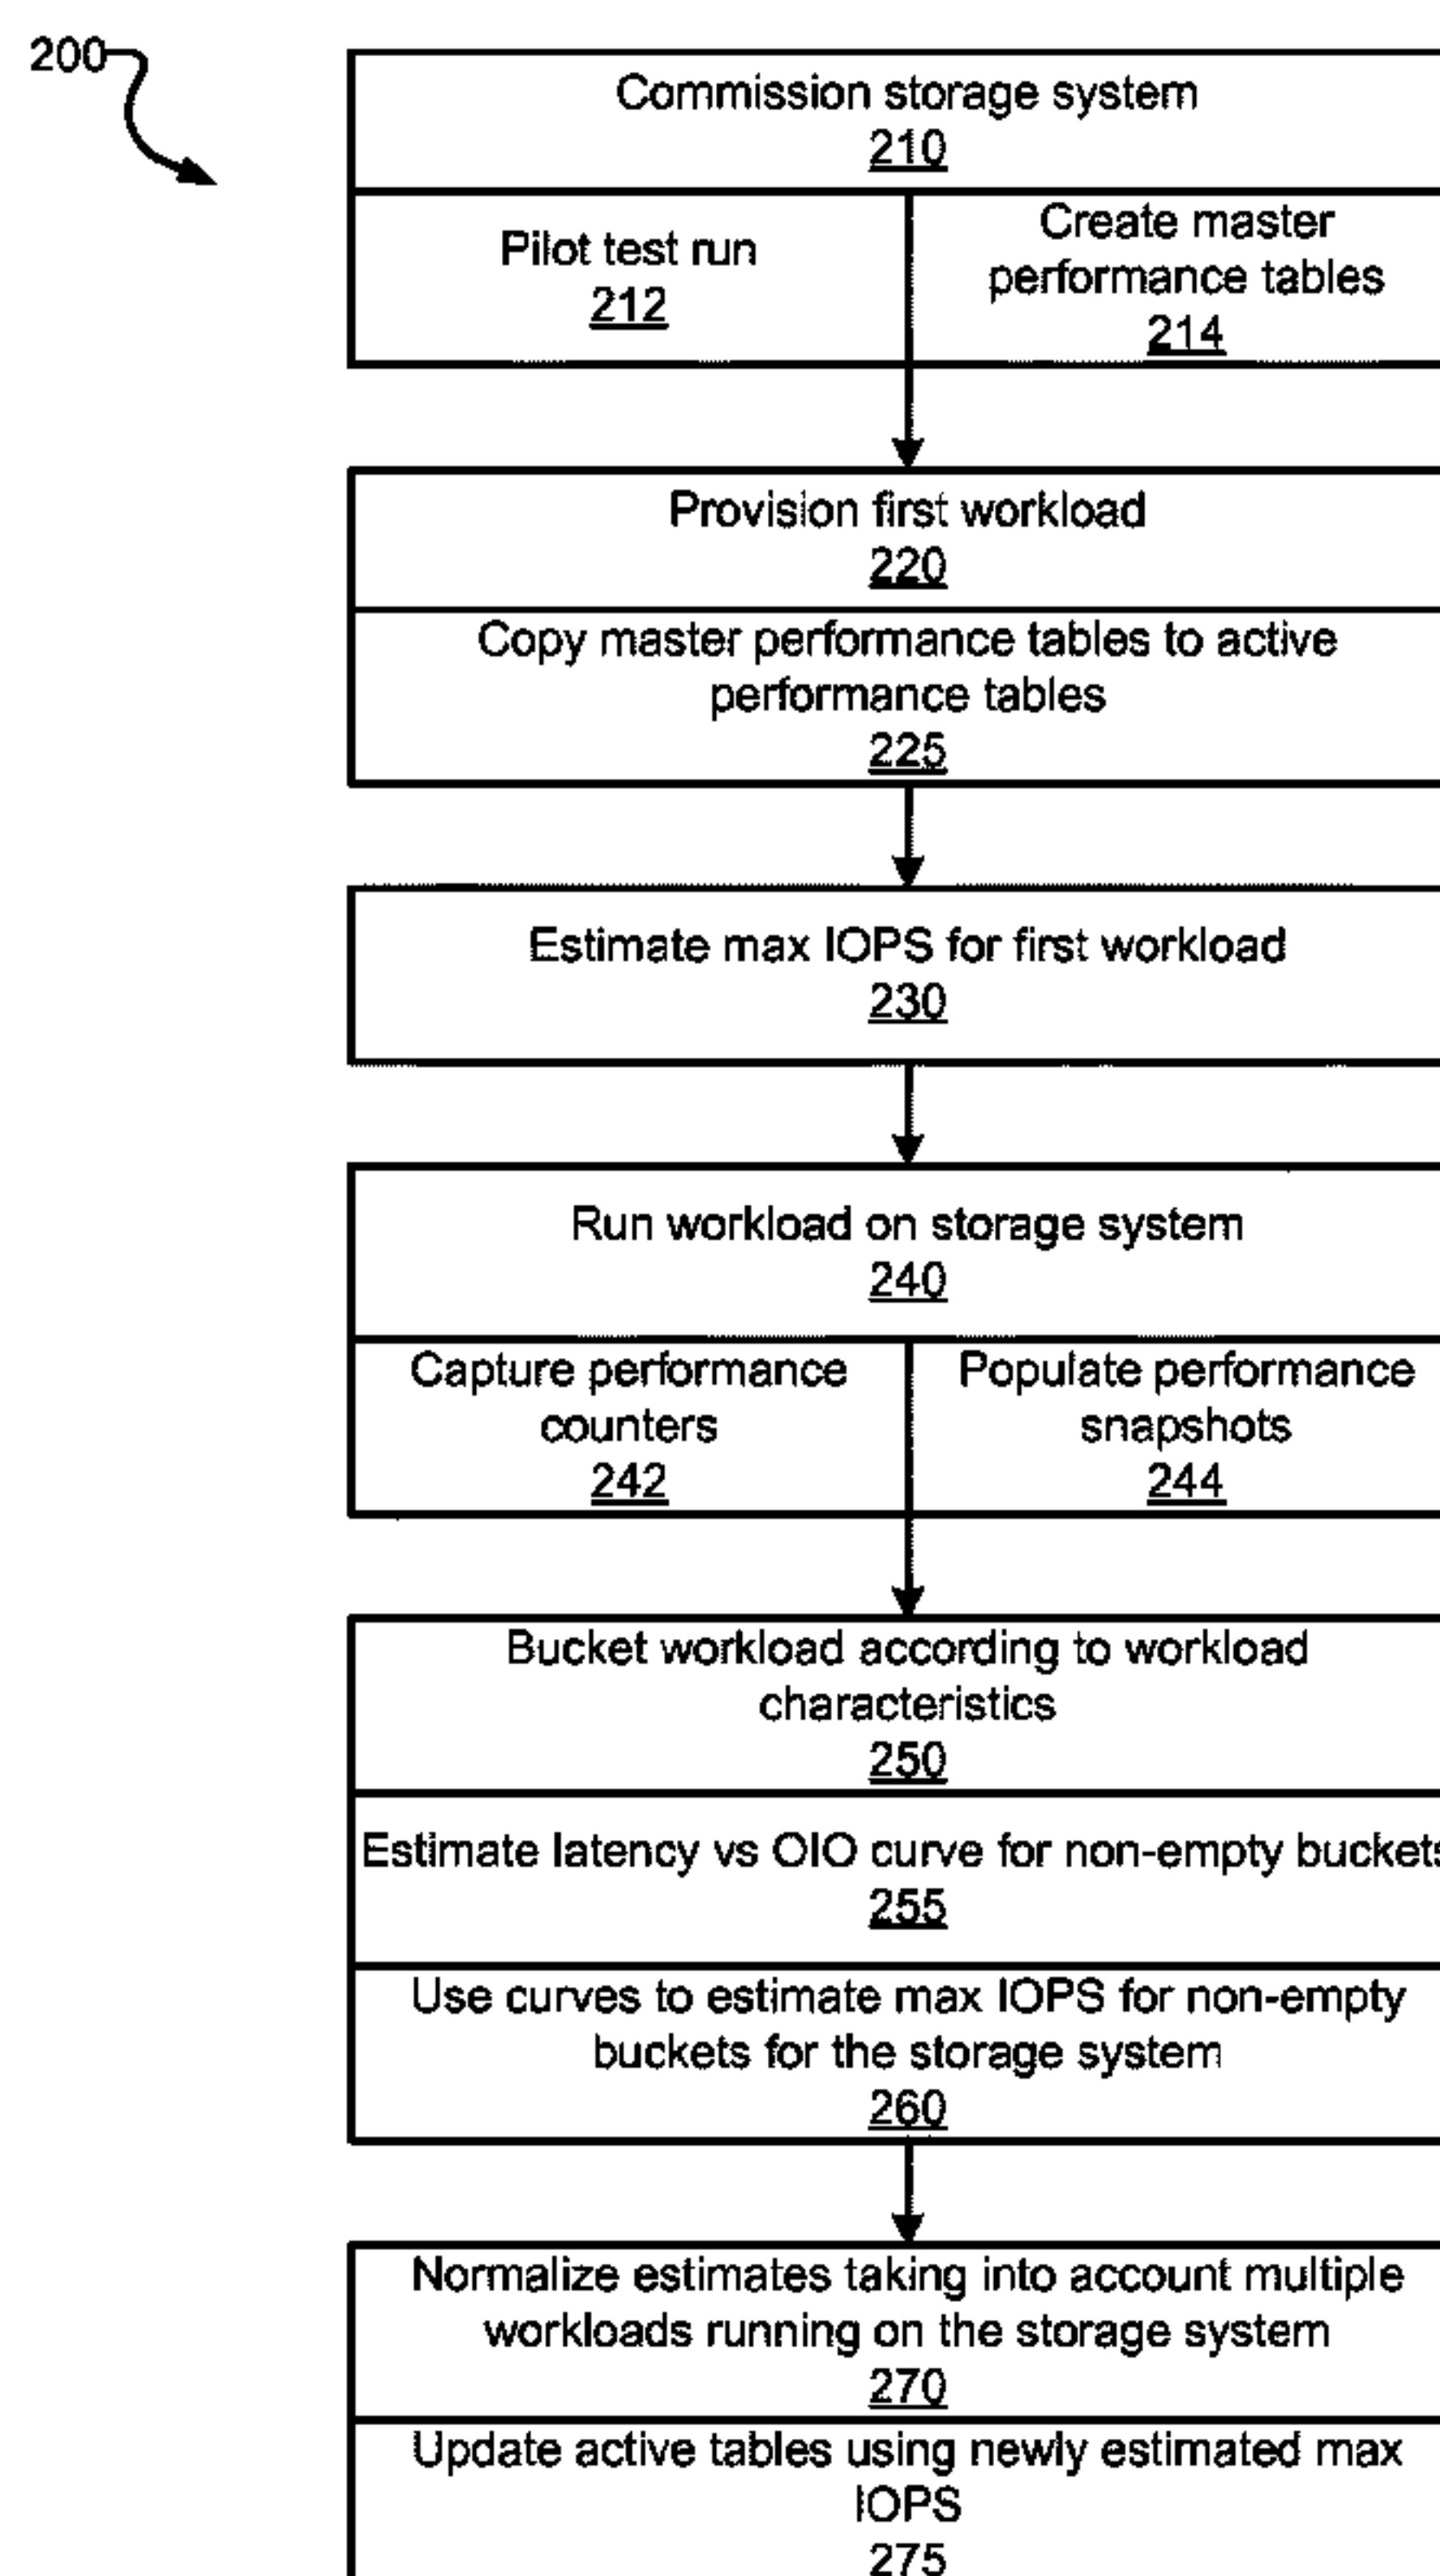 200
Commission storage system
210
Pilot test run
212
Create master
performance tables
214
Provision first workload
220
Copy master performance tables to active
performance tables
225
Estimate max IOPS for first workload
230
Run workload on storage system
240
Capture performance
counters
242
Populate performance
snapshots
244
Bucket workload according to workload
characteristics
250
Estimate latency vs OIO curve for non-empty buckets
255
Use curves to estimate max IOPS for non-empty
buckets for the storage system
260
Normalize estimates taking into account multiple
workloads running on the storage system
270
Update active tables using newly estimated max
IOPS
275